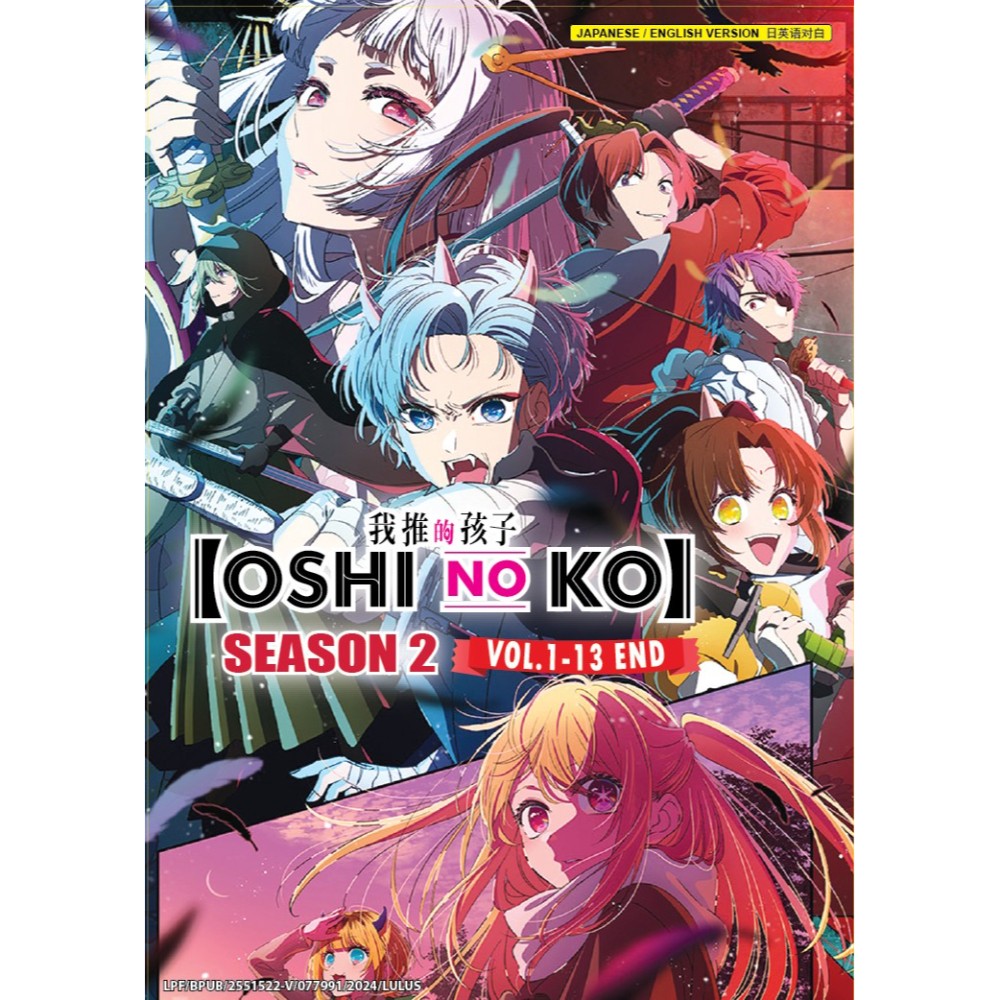 JAPANESE / ENGLISH VERSION 日英语对白
我推的孩子
【OSHI NO KO】
SEASON 2 VOL.1-13 END
LPF/BPUB/2551522-V/077991/2024/LULUS